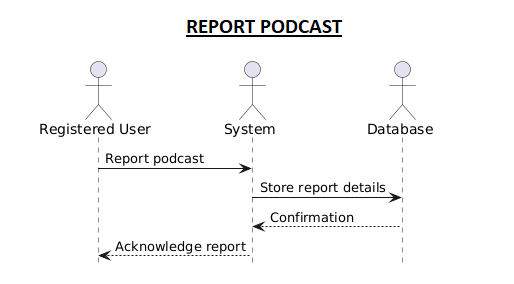 REPORT PODCAST
Registered User
System
Database
Report podcast
Store report details
Confirmation
Acknowledge report